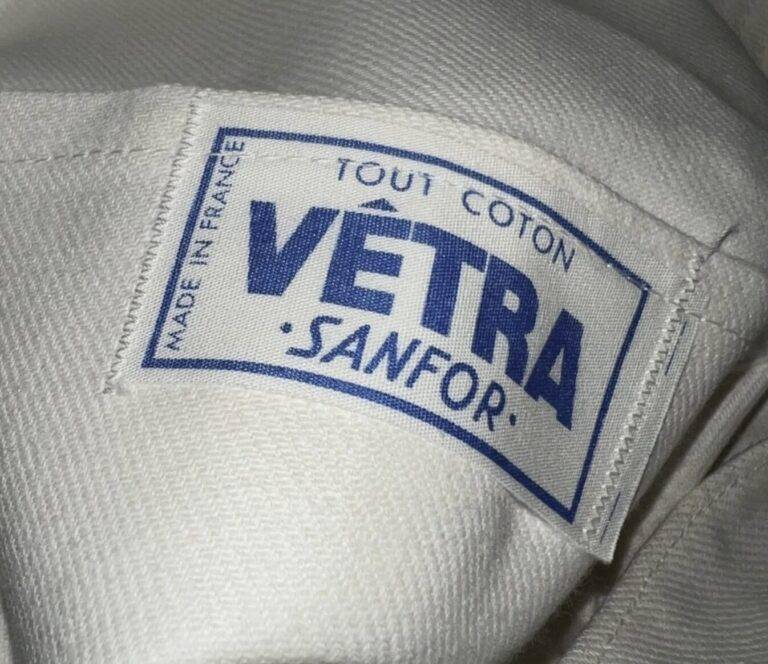 TOUT COTON
VÊTRA
·SANFOR·
MADE IN FRANCE